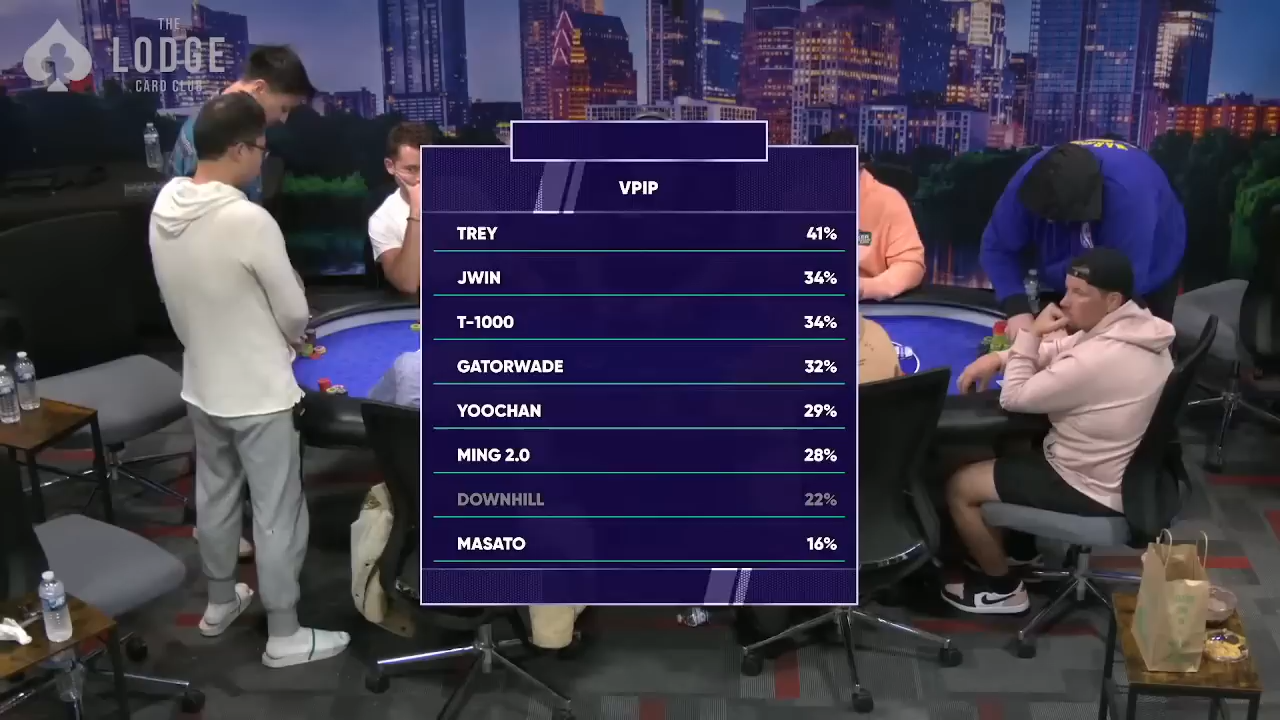 THE
LODGE
CARD CLUB
VPIP
TREY 41%
JWIN 34%
T-1000 34%
GATORWADE 32%
YOOCHAN 29%
MING 2.0 28%
DOWNHILL 22%
MASATO 16%